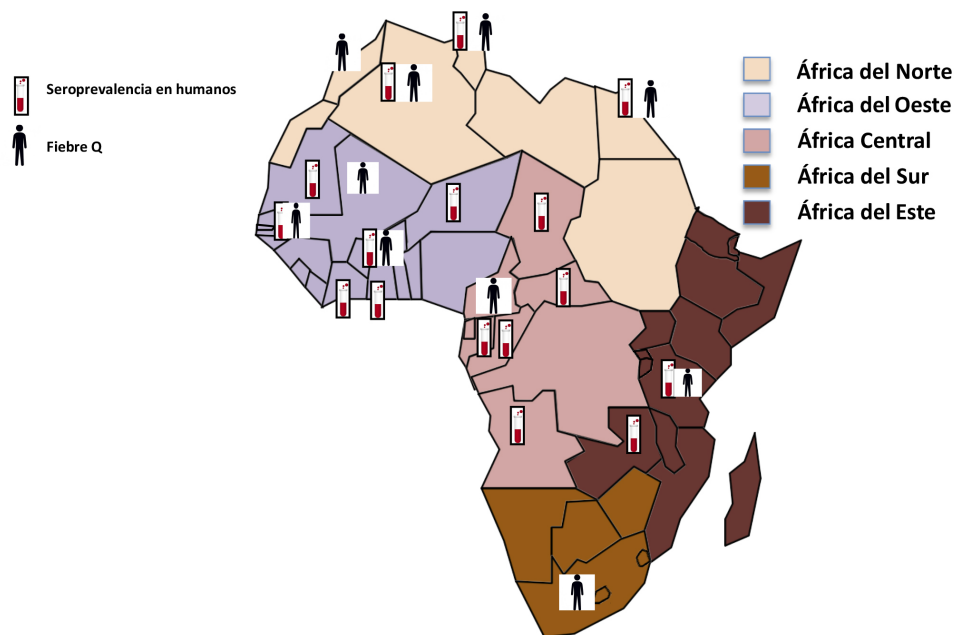 Seroprevalencia en humanos
Fiebre Q
África del Norte
África del Oeste
África Central
África del Sur
África del Este